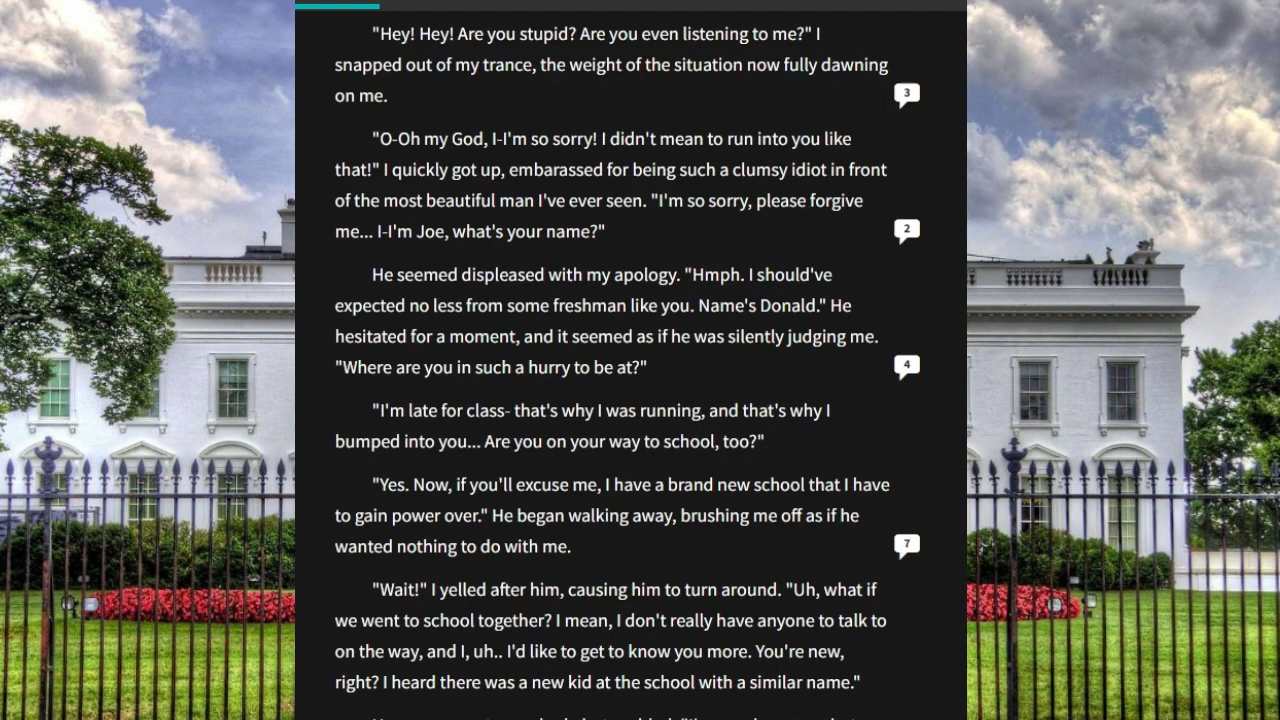 "Hey! Hey! Are you stupid? Are you even listening to me?" I
snapped out of my trance, the weight of the situation now fully dawning
on me.
3
"O-Oh my God, I-I'm so sorry! I didn't mean to run into you like
that!" I quickly got up, embarassed for being such a clumsy idiot in front
of the most beautiful man I've ever seen. "I'm so sorry, please forgive
me... I-I'm Joe, what's your name?"
2
He seemed displeased with my apology. "Hmph. I should've
expected no less from some freshman like you. Name's Donald." He
hesitated for a moment, and it seemed as if he was silently judging me.
"Where are you in such a hurry to be at?"
4
"I'm late for class- that's why I was running, and that's why I
bumped into you... Are you on your way to school, too?"
"Yes. Now, if you'll excuse me, I have a brand new school that I have
to gain power over." He began walking away, brushing me off as if he
wanted nothing to do with me.
7
"Wait!" I yelled after him, causing him to turn around. "Uh, what if
we went to school together? I mean, I don't really have anyone to talk to
on the way, and I, uh.. I'd like to get to know you more. You're new,
right? I heard there was a new kid at the school with a similar name."